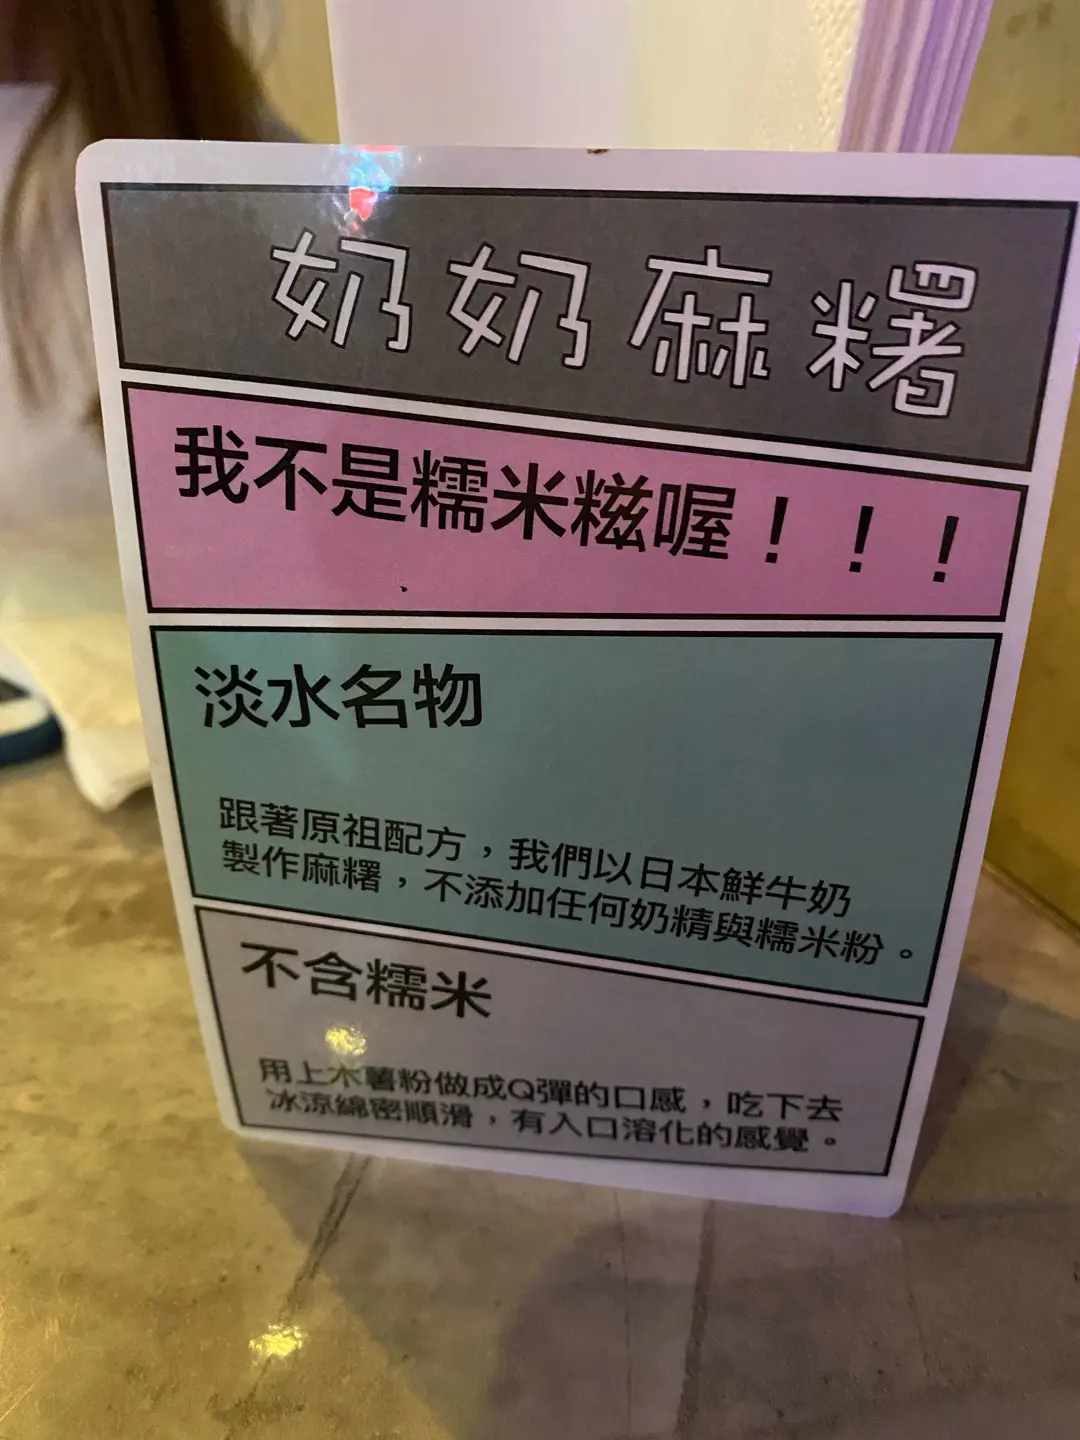 奶奶麻糬
我不是糯米糍喔！！！
淡水名物
跟著原祖配方，我們以日本鮮牛奶
製作麻糬，不添加任何奶精與糯米粉。
不含糯米
用上木薯粉做成Q彈的口感，吃下去
冰涼綿密順滑，有入口溶化的感覺。